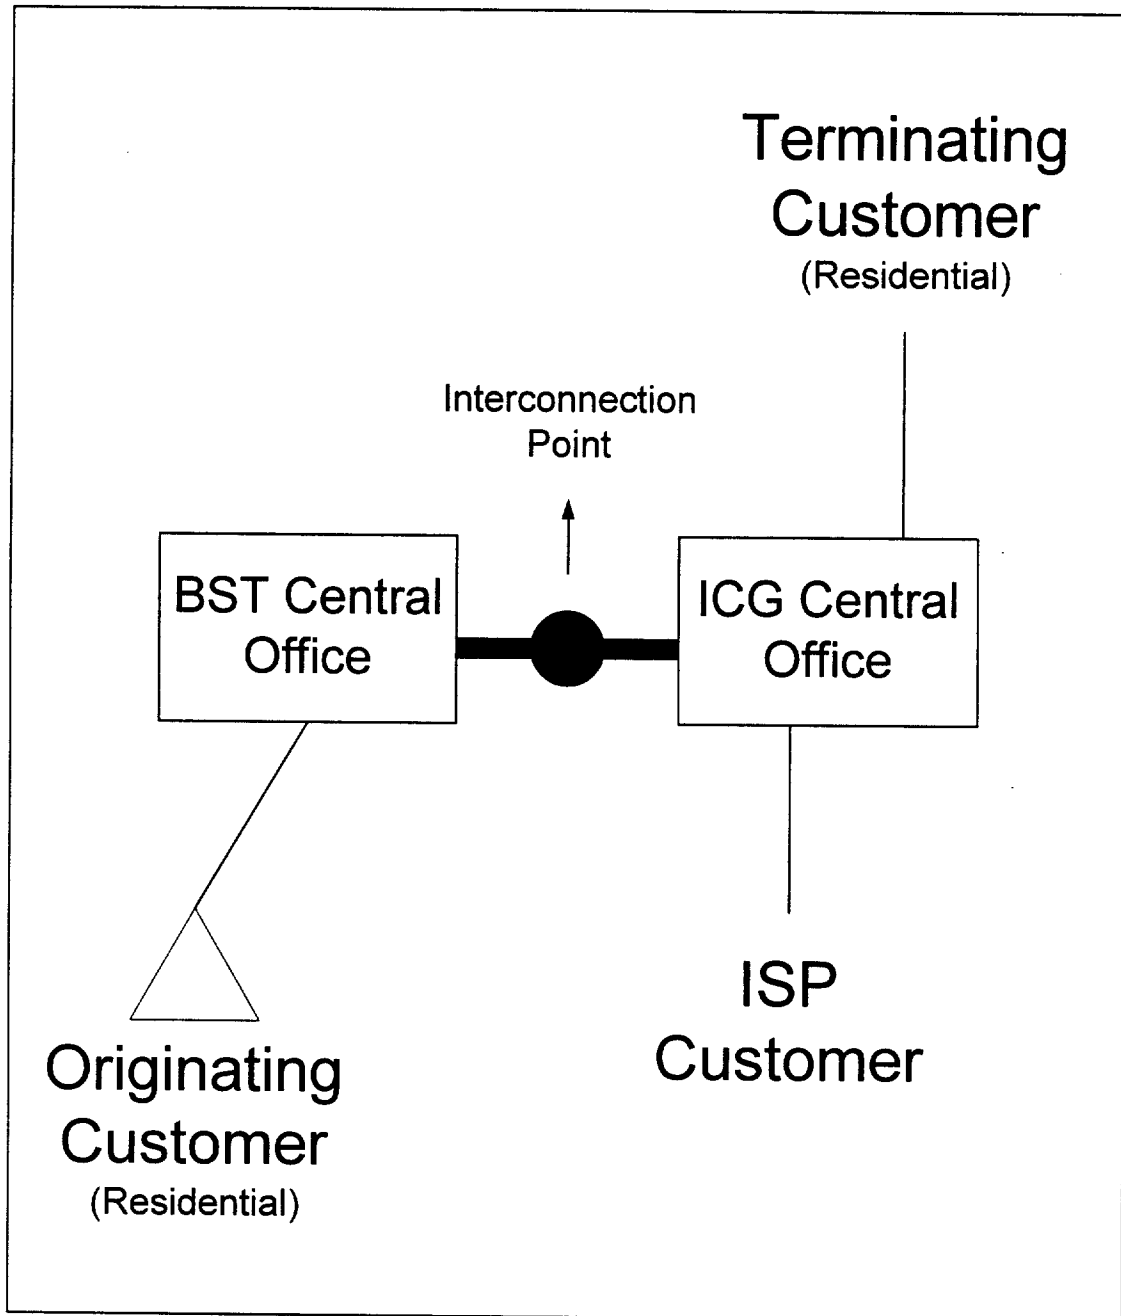 Terminating
Customer
(Residential)
Interconnection
Point
BST Central
Office
ICG Central
Office
ISP
Customer
Originating
Customer
(Residential)